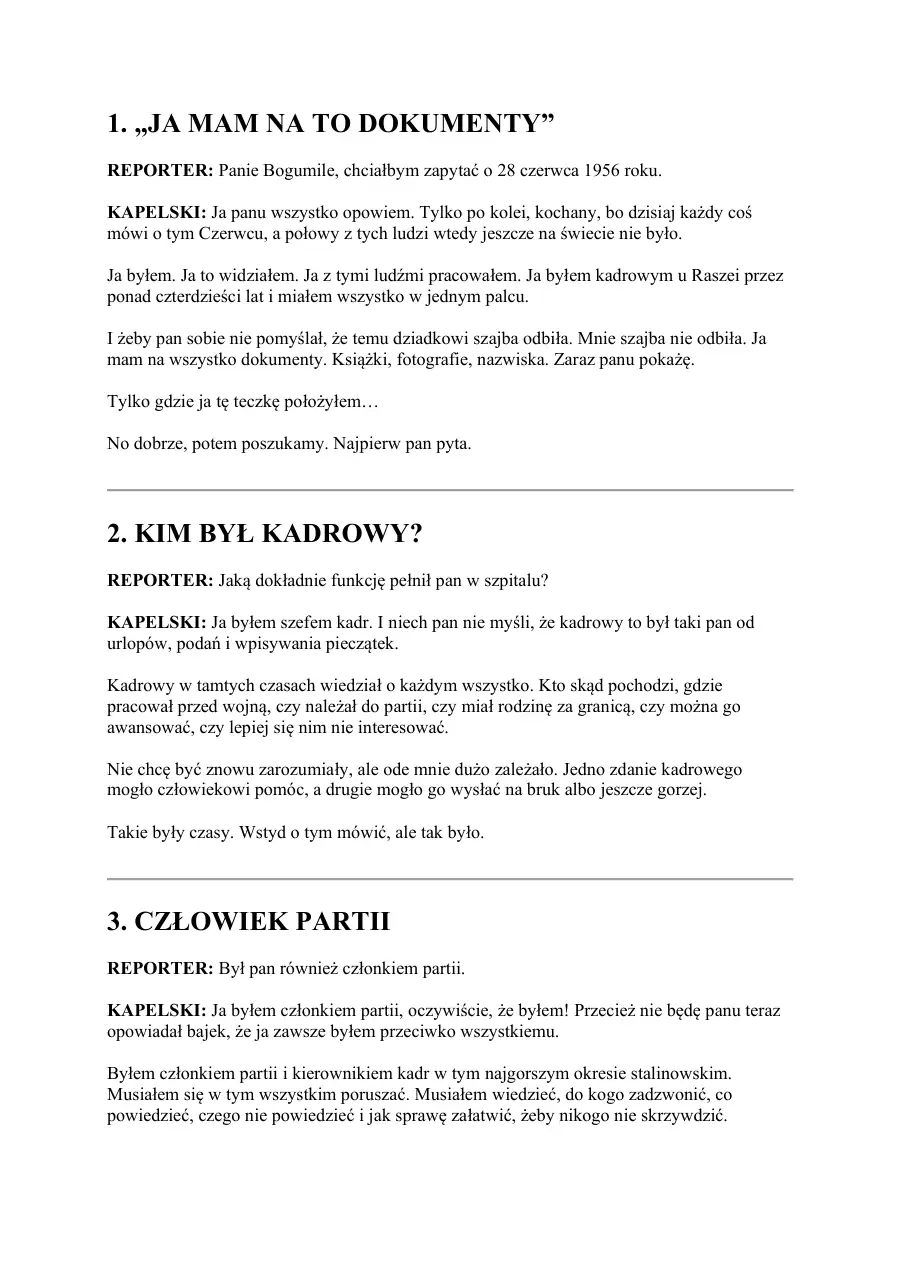 1. „JA MAM NA TO DOKUMENTY”
REPORTER: Panie Bogumile, chciałbym zapytać o 28 czerwca 1956 roku.
KAPELSKI: Ja panu wszystko opowiem. Tylko po kolei, kochany, bo dzisiaj każdy coś
mówi o tym Czerwcu, a połowy z tych ludzi wtedy jeszcze na świecie nie było.
Ja byłem. Ja to widziałem. Ja z tymi ludźmi pracowałem. Ja byłem kadrowym u Raszei przez
ponad czterdzieści lat i miałem wszystko w jednym palcu.
I żeby pan sobie nie pomyślał, że temu dziadkowi szajba odbiła. Mnie szajba nie odbiła. Ja
mam na wszystko dokumenty. Książki, fotografie, nazwiska. Zaraz panu pokażę.
Tylko gdzie ja tę teczkę położyłem…
No dobrze, potem poszukamy. Najpierw pan pyta.
2. KIM BYŁ KADROWY?
REPORTER: Jaką dokładnie funkcję pełnił pan w szpitalu?
KAPELSKI: Ja byłem szefem kadr. I niech pan nie myśli, że kadrowy to był taki pan od
urlopów, podań i wpisywania pieczątek.
Kadrowy w tamtych czasach wiedział o każdym wszystko. Kto skąd pochodzi, gdzie
pracował przed wojną, czy należał do partii, czy miał rodzinę za granicą, czy można go
awansować, czy lepiej się nim nie interesować.
Nie chcę być znowu zarozumiały, ale ode mnie dużo zależało. Jedno zdanie kadrowego
mogło człowiekowi pomóc, a drugie mogło go wysłać na bruk albo jeszcze gorzej.
Takie były czasy. Wstyd o tym mówić, ale tak było.
3. CZŁOWIEK PARTII
REPORTER: Był pan również członkiem partii.
KAPELSKI: Ja byłem członkiem partii, oczywiście, że byłem! Przecież nie będę panu teraz
opowiadał bajek, że ja zawsze byłem przeciwko wszystkiemu.
Byłem członkiem partii i kierownikiem kadr w tym najgorszym okresie stalinowskim.
Musiałem się w tym wszystkim poruszać. Musiałem wiedzieć, do kogo zadzwonić, co
powiedzieć, czego nie powiedzieć i jak sprawę załatwić, żeby nikogo nie skrzywdzić.